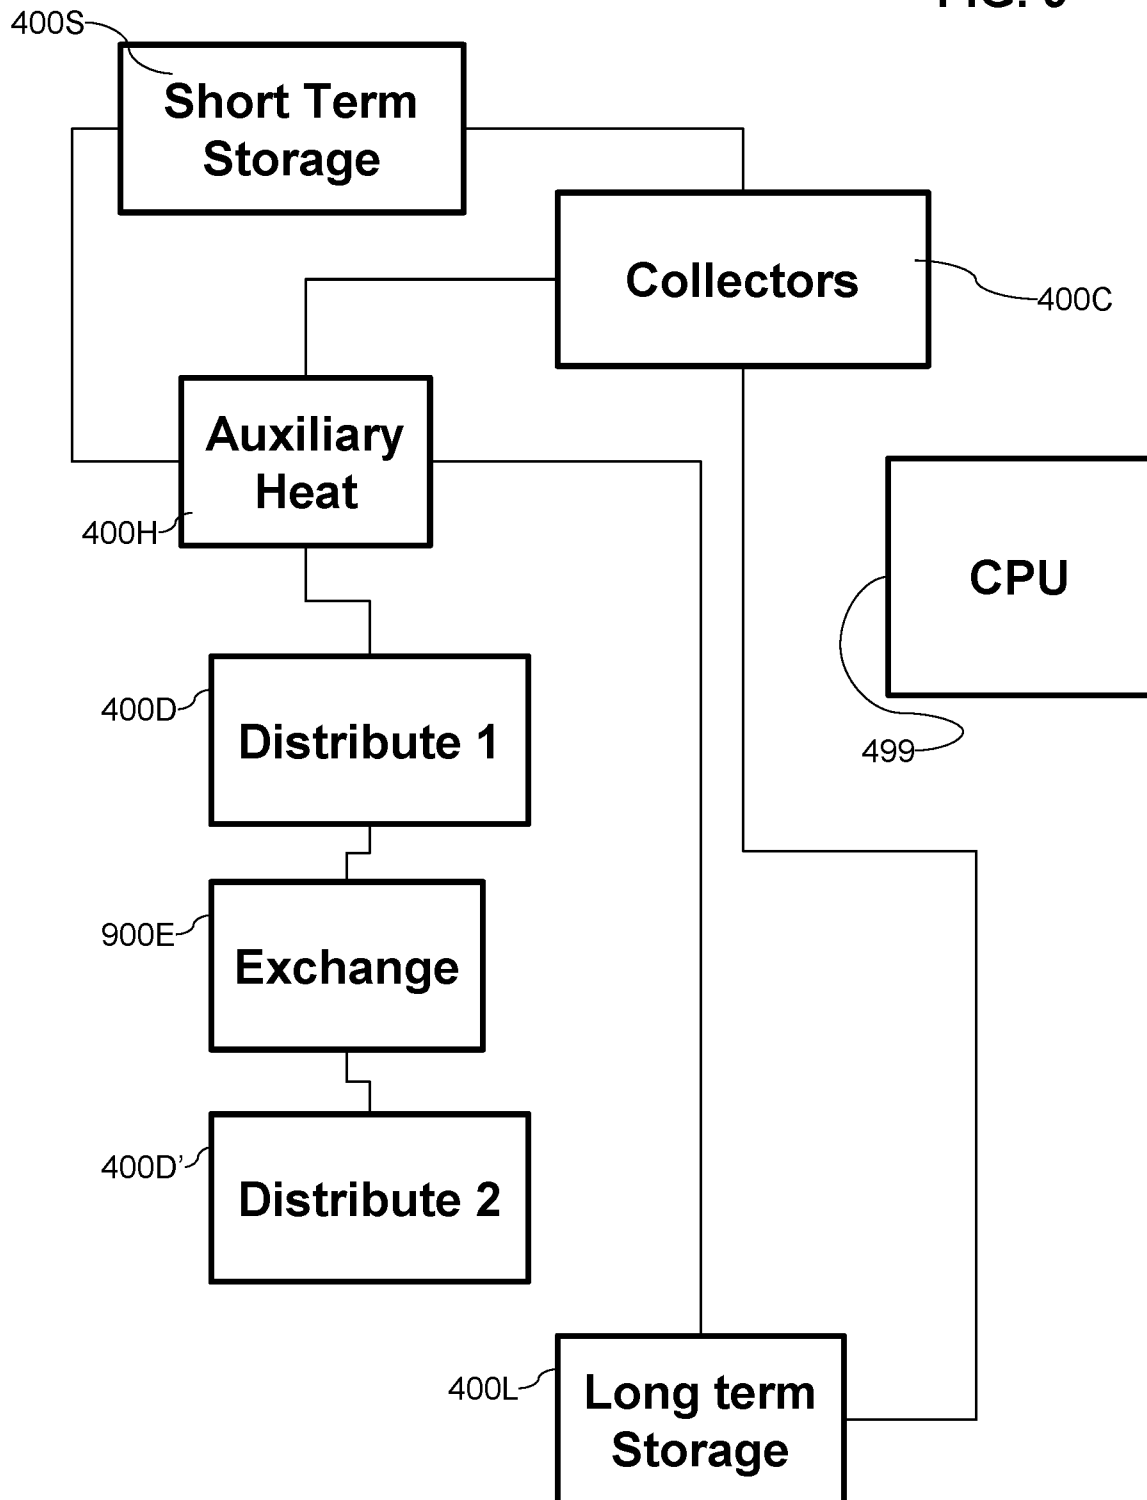 400S
Short Term
Storage
Collectors
400C
Auxiliary
Heat
400H
CPU
499
400D
Distribute 1
900E
Exchange
400D’
Distribute 2
400L
Long term
Storage